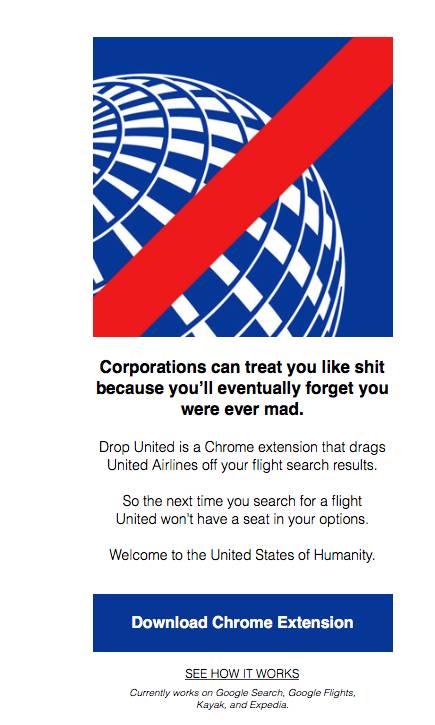 Corporations can treat you like shit
because you’ll eventually forget you
were ever mad.
Drop United is a Chrome extension that drags
United Airlines off your flight search results.
So the next time you search for a flight
United won't have a seat in your options.
Welcome to the United States of Humanity.
Download Chrome Extension
SEE HOW IT WORKS
Currently works on Google Search, Google Flights,
Kayak, and Expedia.